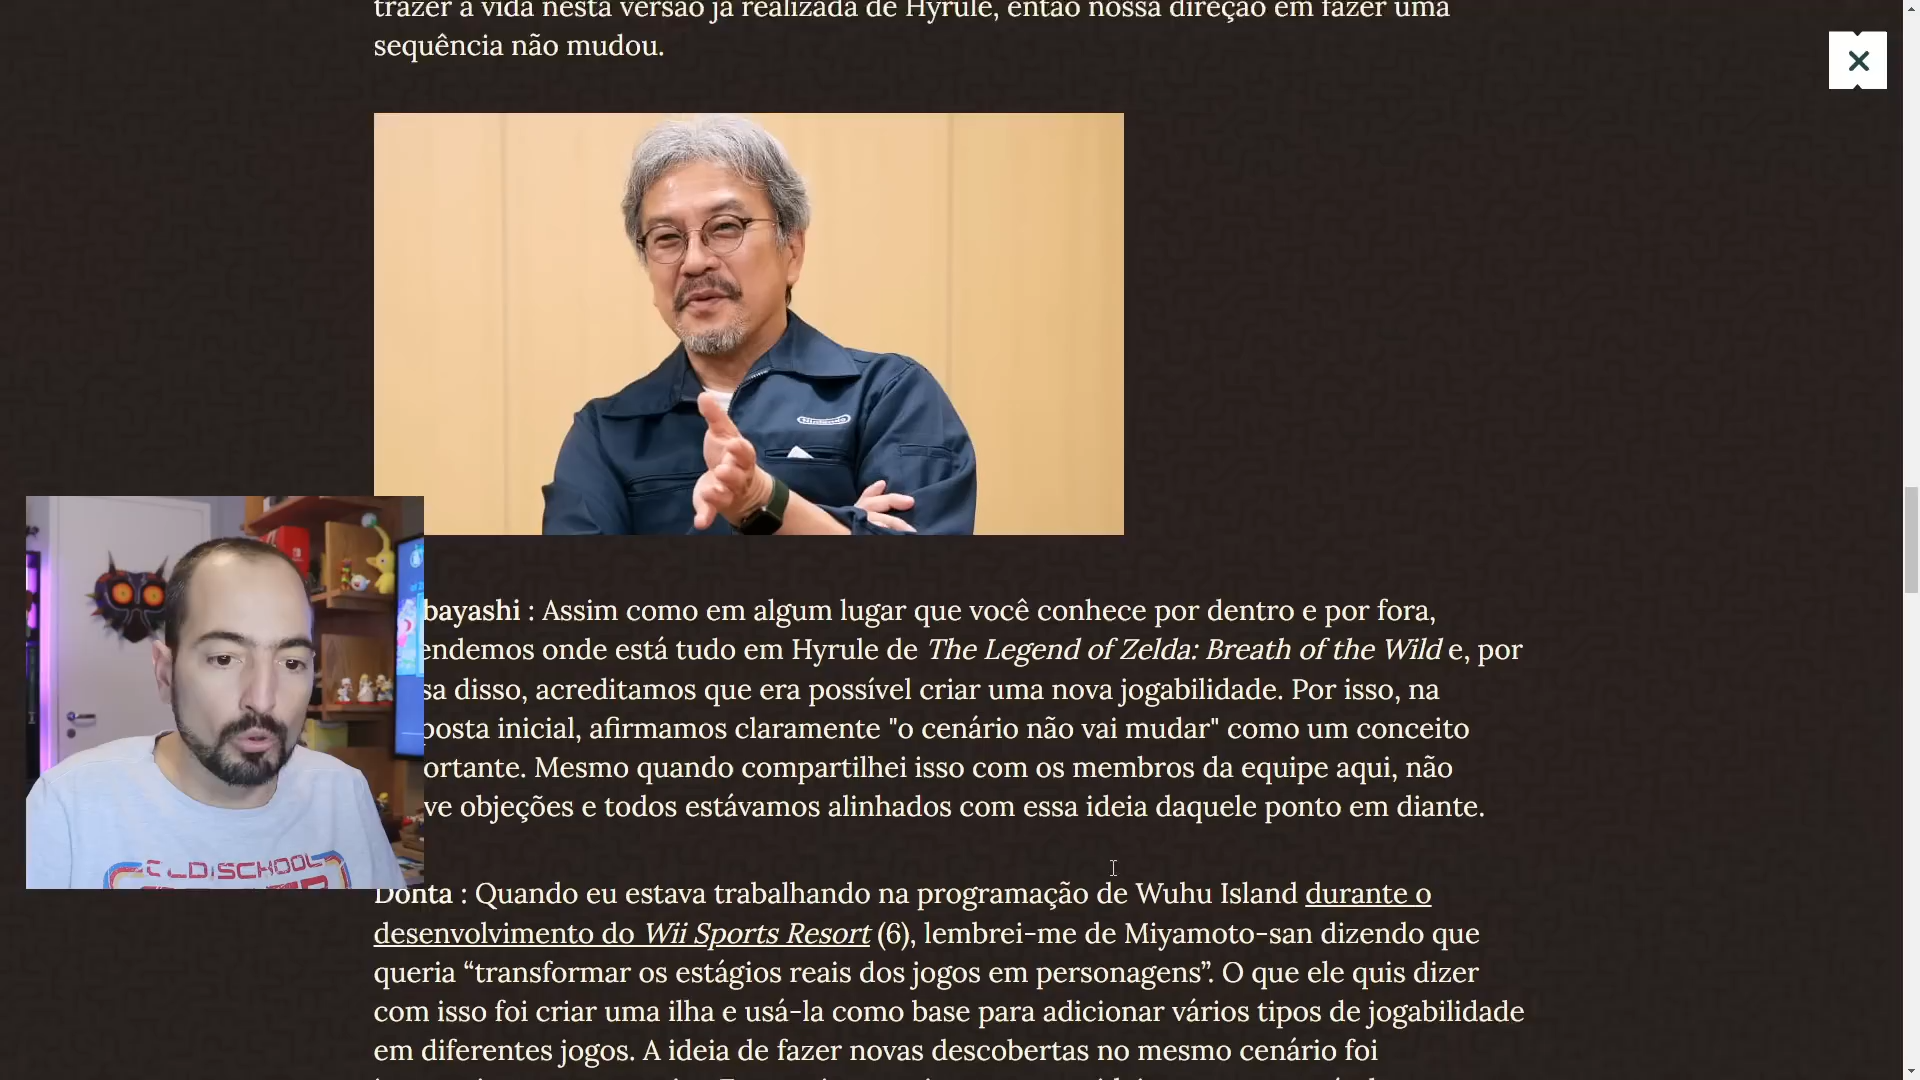 trazer à vida nesta versão já realizada de Hyrule, então nossa direção em fazer uma
sequência não mudou.
Nintendo
bayashi : Assim como em algum lugar que você conhece por dentro e por fora,
endemos onde está tudo em Hyrule de The Legend of Zelda: Breath of the Wild e, por
sa disso, acreditamos que era possível criar uma nova jogabilidade. Por isso, na
posta inicial, afirmamos claramente "o cenário não vai mudar" como um conceito
ortante. Mesmo quando compartilhei isso com os membros da equipe aqui, não
ve objeções e todos estávamos alinhados com essa ideia daquele ponto em diante.
OLD SCHOOL
Donta : Quando eu estava trabalhando na programação de Wuhu Island durante o
desenvolvimento do Wii Sports Resort (6), lembrei-me de Miyamoto-san dizendo que
queria “transformar os estágios reais dos jogos em personagens”. O que ele quis dizer
com isso foi criar uma ilha e usá-la como base para adicionar vários tipos de jogabilidade
em diferentes jogos. A ideia de fazer novas descobertas no mesmo cenário foi